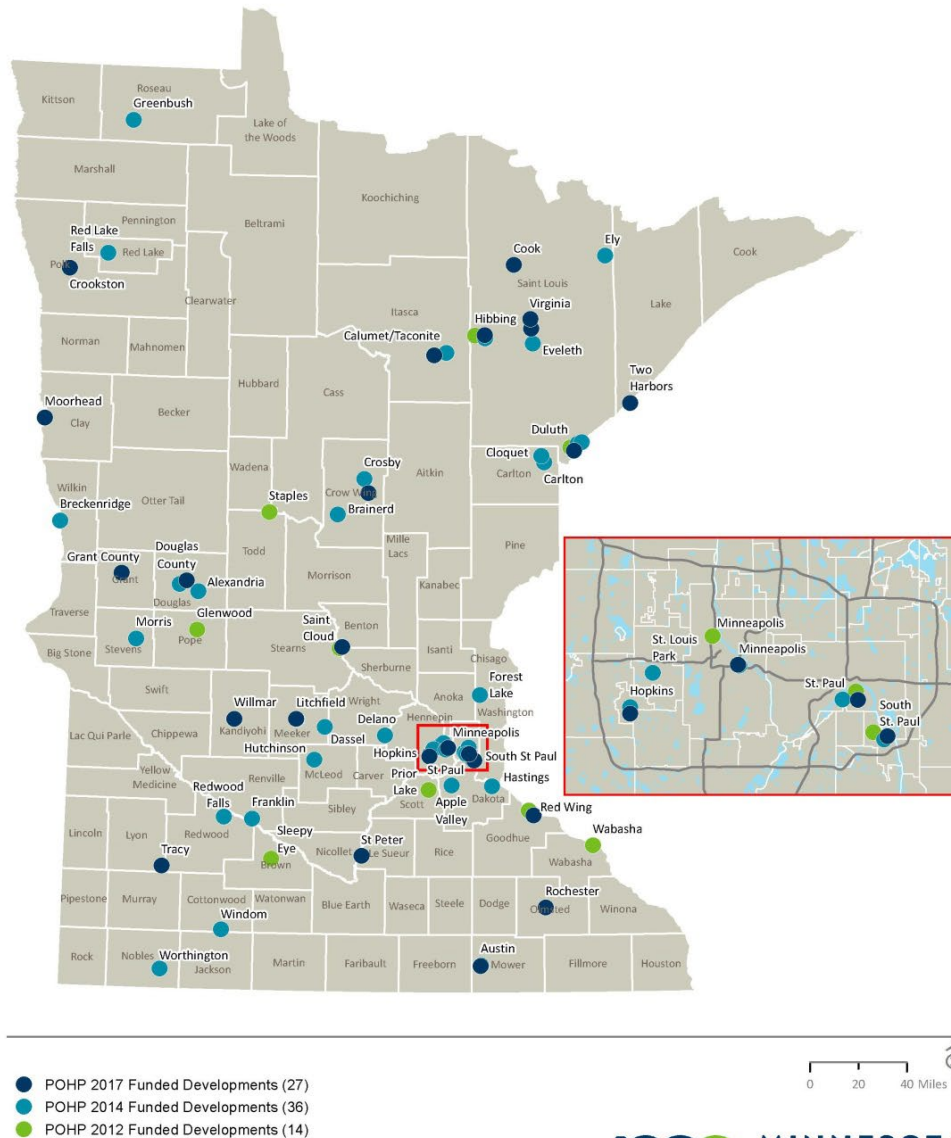 Kittson
Roseau
Greenbush
Lake of
the Woods
Marshall
Koochiching
Pennington
Beltrami
Red Lake
Falls
Red Lake
Polk
Crookston
Clearwater
Cook
Ely
Saint Louis
Cook
Lake
Itasca
Virginia
Hibbing
Calumet/Taconite
Eveleth
Norman
Mahnomen
Hubbard
Cass
Two
Harbors
Moorhead
Clay
Becker
Duluth
Cloquet
Carlton
Carlton
Wadena
Crosby
Aitkin
Crow Wing
Staples
Brainerd
Wilkin
Otter Tail
Breckenridge
Mille
Lacs
Pine
Grant County
Grant
Douglas
County
Todd
Alexandria
Douglas
Morrison
Kanabec
Traverse
Glenwood
Morris
Stevens
Pope
Saint
Cloud
Benton
Stearns
Big Stone
Isanti
Chisago
Sherburne
Swift
Forest
Lake
Anoka
Washington
Willmar
Kandiyohi
Litchfield
Meeker
Wright
Delano
Hennepin
Dassel
Lac Qui Parle
Chippewa
Hutchinson
McLeod
Carver
Hopkins
Minneapolis
St Paul
South St Paul
Prior
Lake
Scott
Apple
Valley
Hastings
Dakota
Yellow
Medicine
Renville
Redwood
Falls
Franklin
Sibley
Lincoln
Lyon
Redwood
Sleepy
Eye
Brown
Nicollet
St Peter
Le Sueur
Rice
Goodhue
Red Wing
Wabasha
Wabasha
Tracy
Pipestone
Murray
Cottonwood
Watonwan
Blue Earth
Waseca
Steele
Dodge
Rochester
Olmsted
Winona
Windom
Rock
Nobles
Worthington
Jackson
Martin
Faribault
Freeborn
Austin
Mower
Fillmore
Houston
Minneapolis
St. Louis
Park
Minneapolis
Hopkins
St. Paul
South
St. Paul
POHP 2017 Funded Developments (27)
POHP 2014 Funded Developments (36)
POHP 2012 Funded Developments (14)
0 20 40 Miles